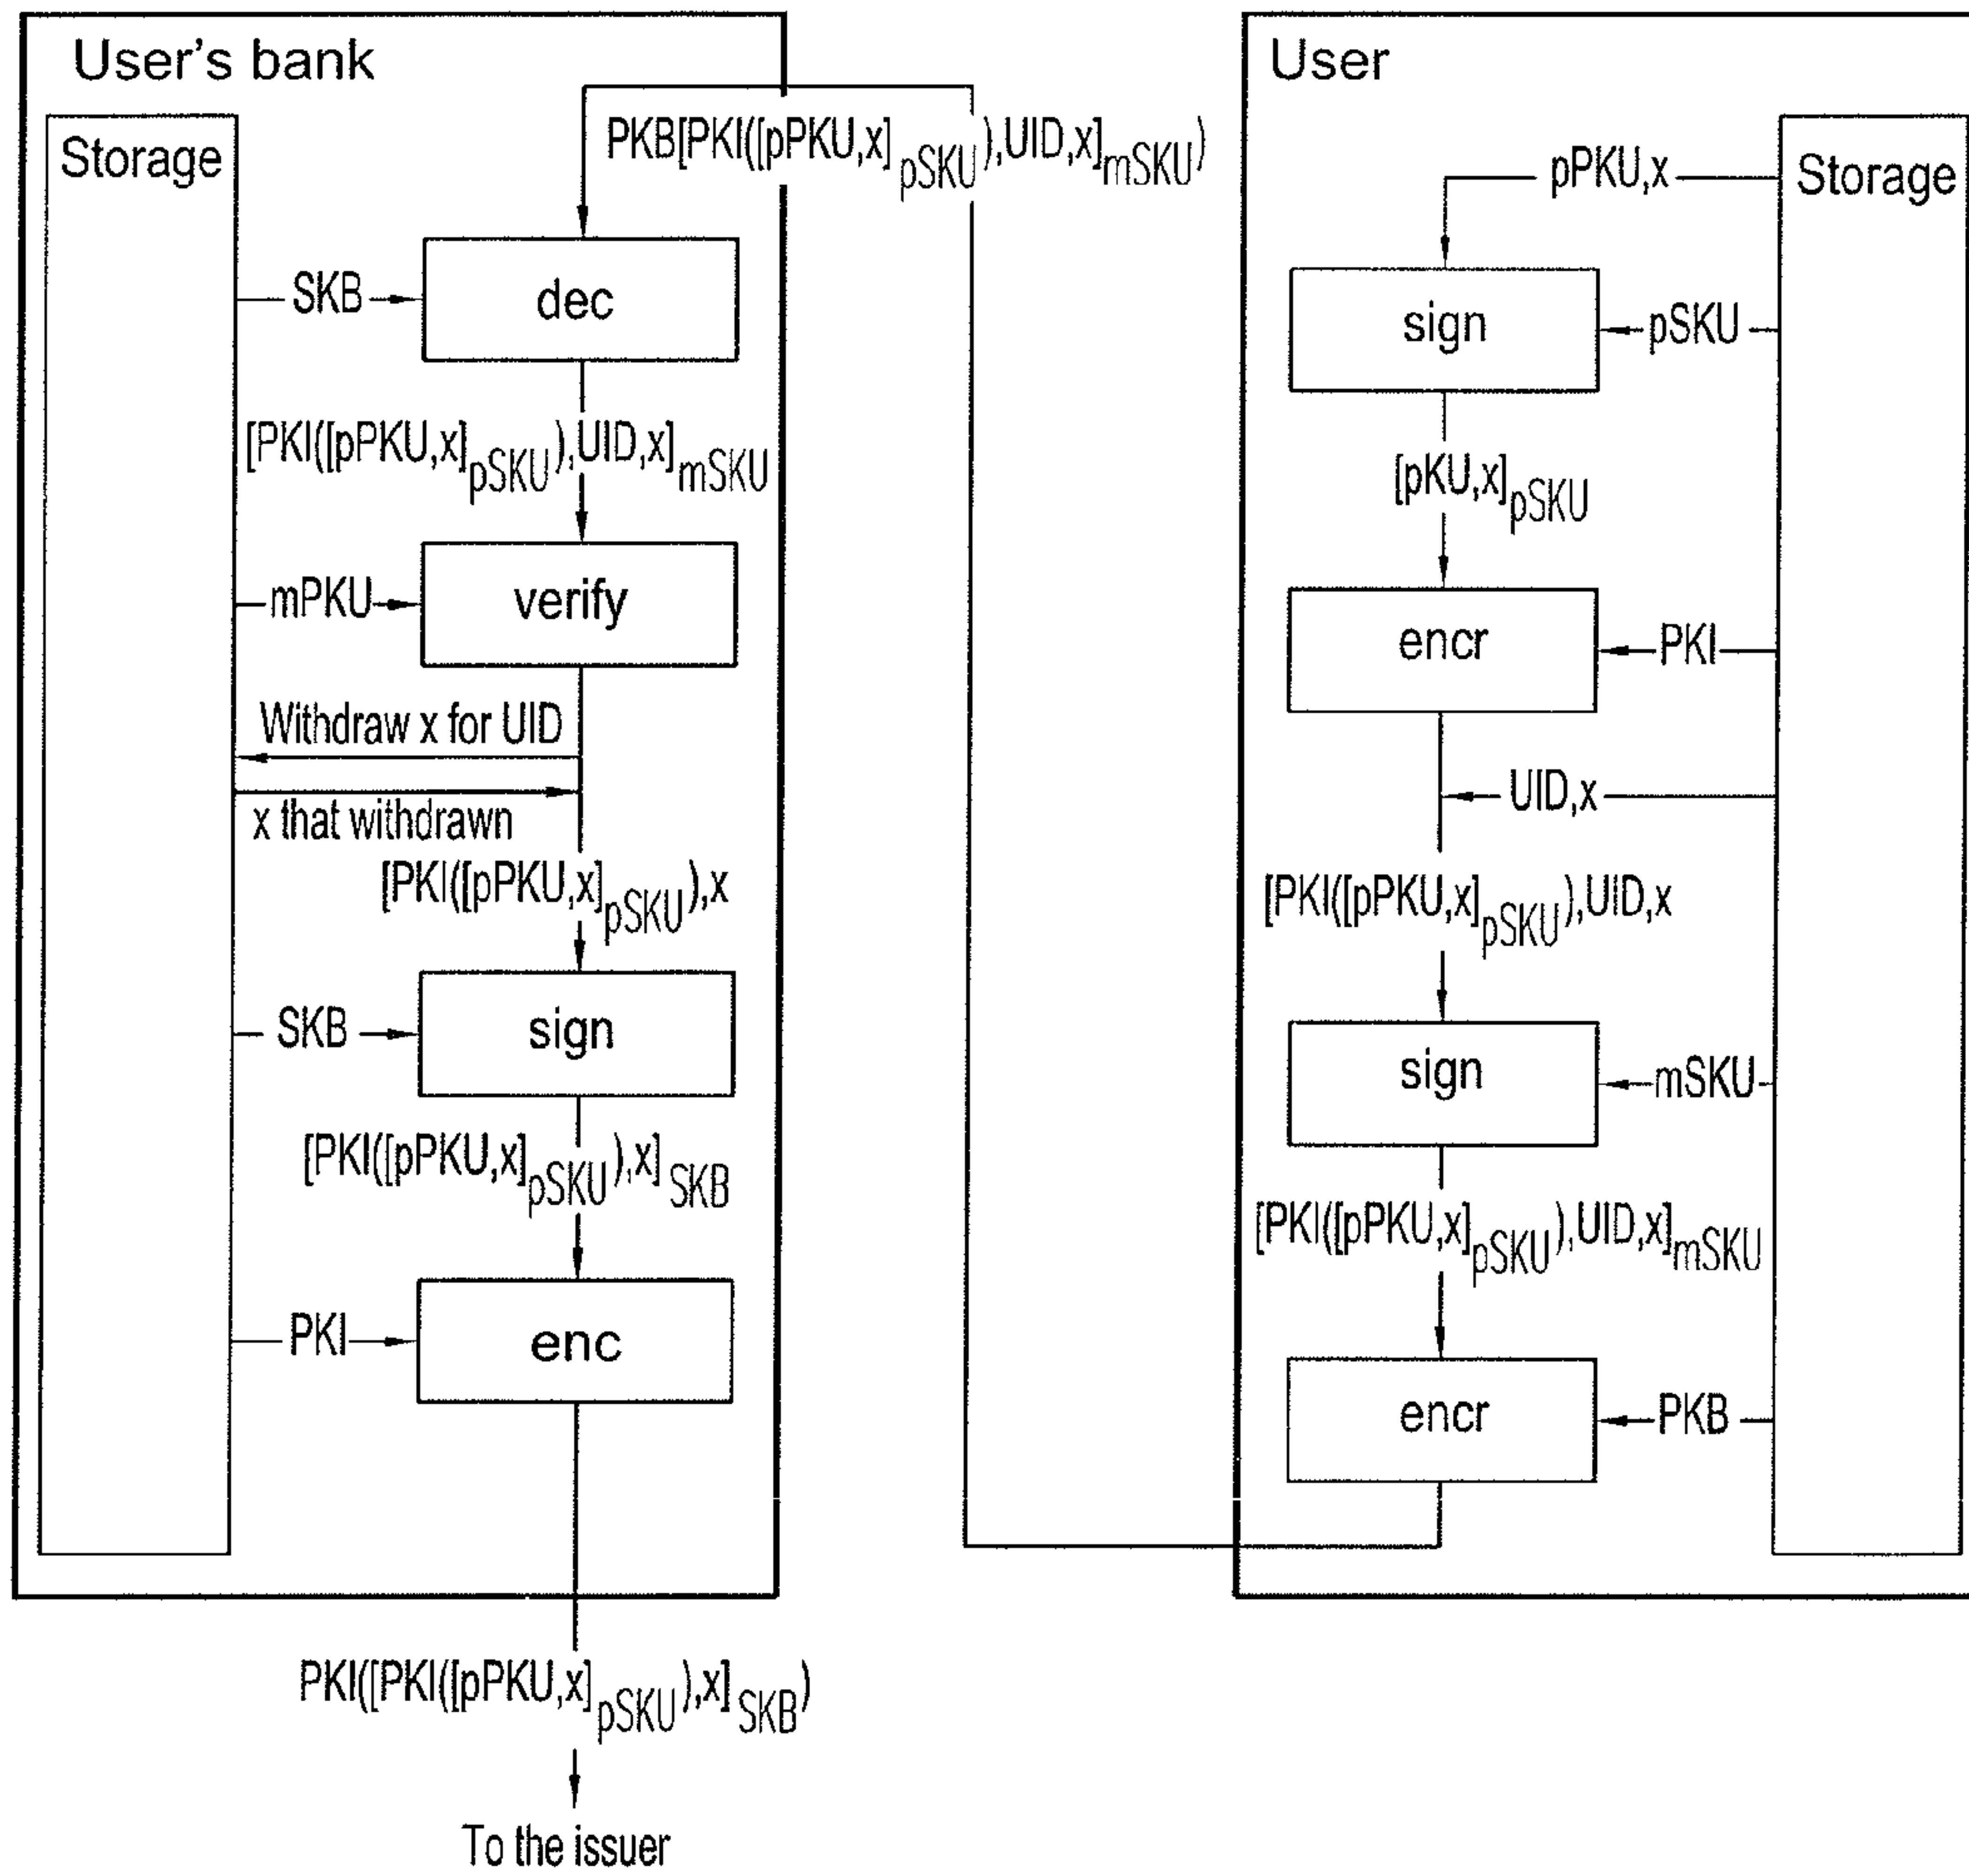 User's bank
Storage
PKB[PKI([pPKU,x]pSKU),UID,x]mSKU)
SKB
dec
[PKI([pPKU,x]pSKU),UID,x]mSKU
mPKU
verify
Withdraw x for UID
x that withdrawn
[PKI([pPKU,x]pSKU),x
SKB
sign
[PKI([pPKU,x]pSKU),x]SKB
PKI
enc
PKI([PKI([pPKU,x]pSKU),x]SKB)
To the issuer
User
Storage
pPKU,x
sign
pSKU
[pKU,x]pSKU
encr
PKI
UID,x
[PKI([pPKU,x]pSKU),UID,x
sign
mSKU
[PKI([pPKU,x]pSKU),UID,x]mSKU
encr
PKB